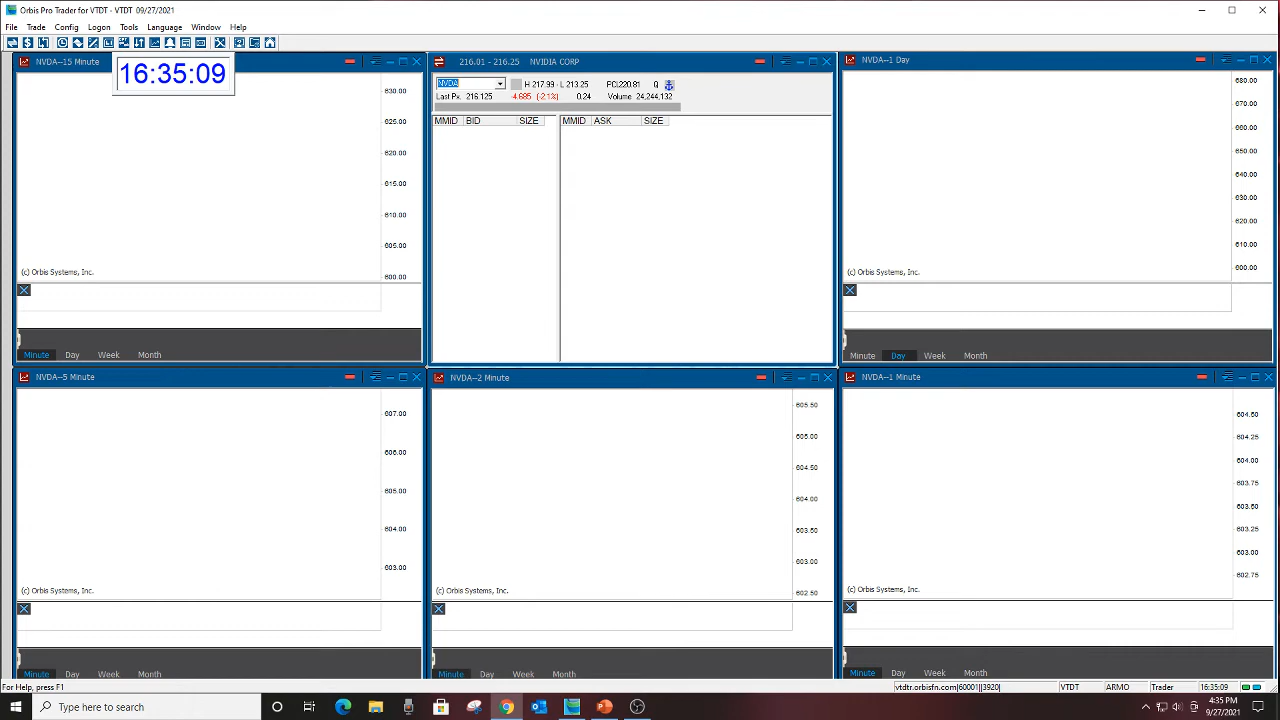 Orbis Pro Trader for VTDT - VTDT 09/27/2021
File Trade Config Logon Tools Language Window Help
NVDA--15 Minute
16:35:09
630.00
625.00
620.00
615.00
610.00
605.00
600.00
(c) Orbis Systems, Inc.
Minute Day Week Month
216.01 - 216.25 NVIDIA CORP
NVDA H 217.99 - L 213.25 PCl.220.81 Q
Last Px. 216.125 -4.685 (-2.1%) 0.24 Volume 24,244,132
MMID BID SIZE MMID ASK SIZE
NVDA--1 Day
680.00
670.00
660.00
650.00
640.00
630.00
620.00
610.00
600.00
(c) Orbis Systems, Inc.
Minute Day Week Month
NVDA--5 Minute
607.00
606.00
605.00
604.00
603.00
(c) Orbis Systems, Inc.
Minute Day Week Month
NVDA--2 Minute
605.50
605.00
604.50
604.00
603.50
603.00
602.50
(c) Orbis Systems, Inc.
Minute Day Week Month
NVDA--1 Minute
604.50
604.25
604.00
603.75
603.50
603.25
603.00
602.75
(c) Orbis Systems, Inc.
Minute Day Week Month
For Help, press F1
vtdtr.orbisfn.com|60001||3920| VTDT ARMO Trader 16:35:09
Type here to search
4:35 PM
9/27/2021